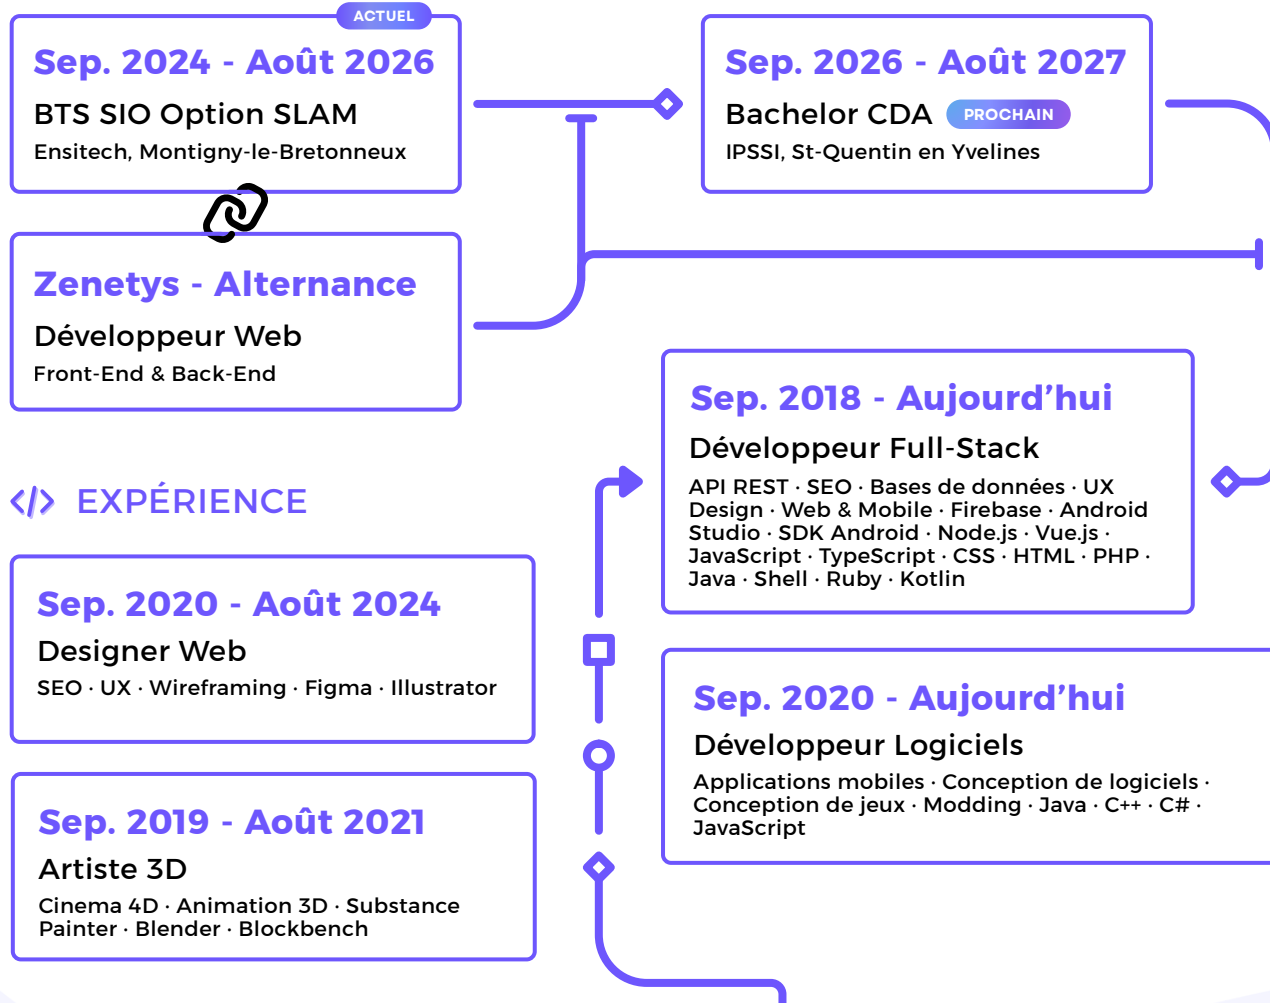 ACTUEL
Sep. 2024 - Août 2026
BTS SIO Option SLAM
Ensitech, Montigny-le-Bretonneux
Sep. 2026 - Août 2027
Bachelor CDA PROCHAIN
IPSSI, St-Quentin en Yvelines
Zenetys - Alternance
Développeur Web
Front-End & Back-End
Sep. 2018 - Aujourd’hui
Développeur Full-Stack
API REST · SEO · Bases de données · UX
Design · Web & Mobile · Firebase · Android
Studio · SDK Android · Node.js · Vue.js ·
JavaScript · TypeScript · CSS · HTML · PHP ·
Java · Shell · Ruby · Kotlin
EXPÉRIENCE
Sep. 2020 - Août 2024
Designer Web
SEO · UX · Wireframing · Figma · Illustrator
Sep. 2020 - Aujourd’hui
Développeur Logiciels
Applications mobiles · Conception de logiciels ·
Conception de jeux · Modding · Java · C++ · C# ·
JavaScript
Sep. 2019 - Août 2021
Artiste 3D
Cinema 4D · Animation 3D · Substance
Painter · Blender · Blockbench